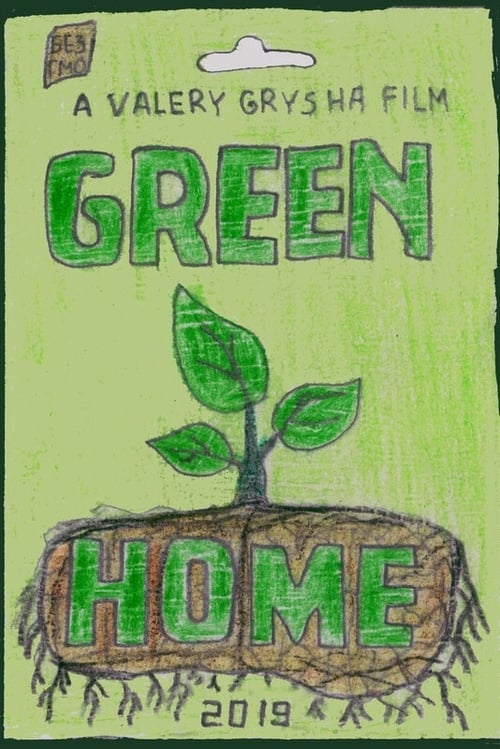 БЕЗ
ГМО
A VALERY GRYSHA FILM
GREEN
HOME
2019